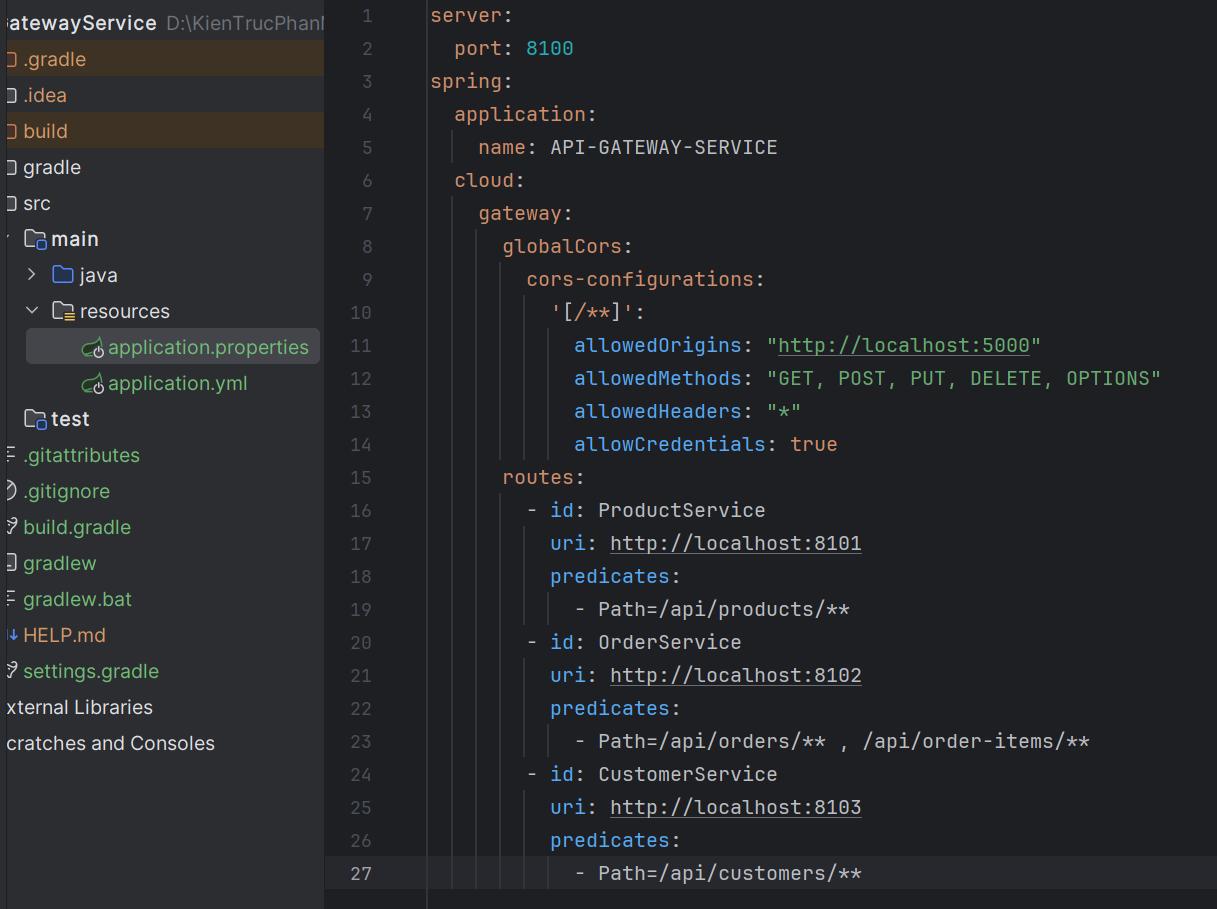 atewayService D:\KienTrucPhan
.gradle
.idea
build
gradle
src
main
java
resources
application.properties
application.yml
test
.gitattributes
.gitignore
build.gradle
gradlew
gradlew.bat
HELP.md
settings.gradle
xternal Libraries
cratches and Consoles
1 server:
2   port: 8100
3 spring:
4   application:
5     name: API-GATEWAY-SERVICE
6   cloud:
7     gateway:
8       globalCors:
9         cors-configurations:
10           '[/**]':
11             allowedOrigins: "http://localhost:5000"
12             allowedMethods: "GET, POST, PUT, DELETE, OPTIONS"
13             allowedHeaders: "*"
14             allowCredentials: true
15       routes:
16         - id: ProductService
17           uri: http://localhost:8101
18           predicates:
19             - Path=/api/products/**
20         - id: OrderService
21           uri: http://localhost:8102
22           predicates:
23             - Path=/api/orders/** , /api/order-items/**
24         - id: CustomerService
25           uri: http://localhost:8103
26           predicates:
27             - Path=/api/customers/**